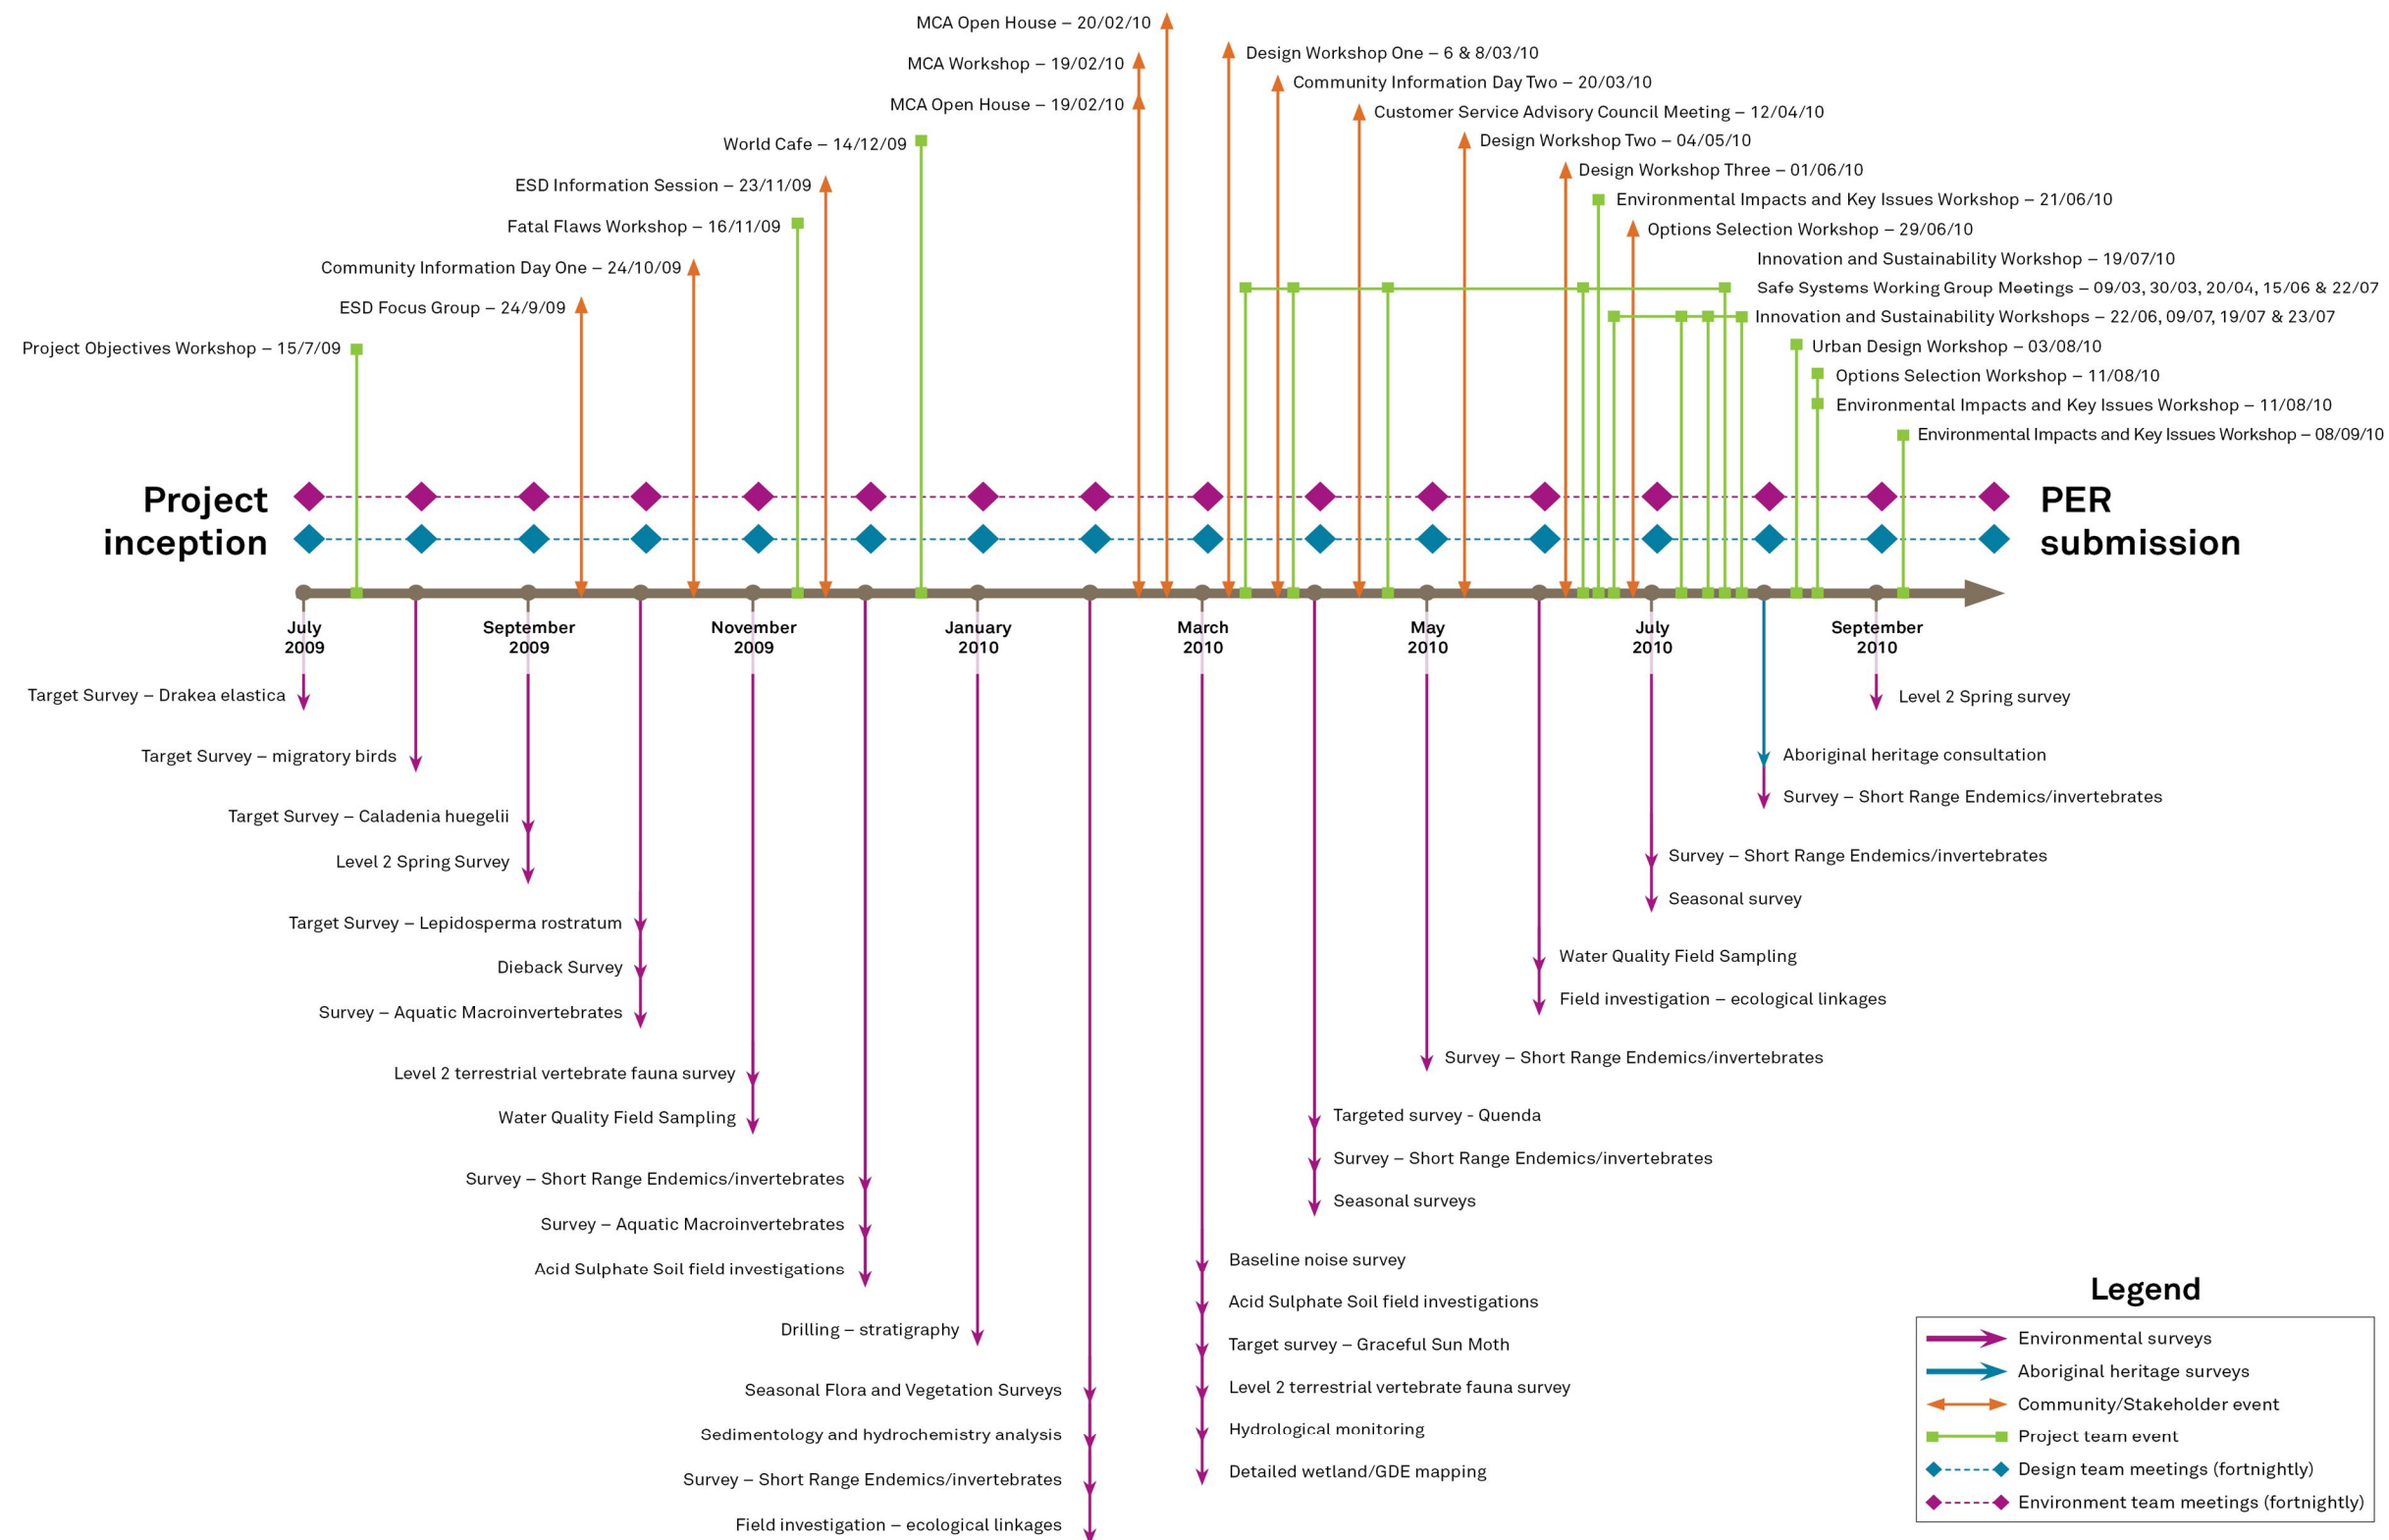 MCA Open House – 20/02/10
MCA Workshop – 19/02/10
MCA Open House – 19/02/10
World Cafe – 14/12/09
ESD Information Session – 23/11/09
Fatal Flaws Workshop – 16/11/09
Community Information Day One – 24/10/09
ESD Focus Group – 24/9/09
Project Objectives Workshop – 15/7/09
Design Workshop One – 6 & 8/03/10
Community Information Day Two – 20/03/10
Customer Service Advisory Council Meeting – 12/04/10
Design Workshop Two – 04/05/10
Design Workshop Three – 01/06/10
Environmental Impacts and Key Issues Workshop – 21/06/10
Options Selection Workshop – 29/06/10
Innovation and Sustainability Workshop – 19/07/10
Safe Systems Working Group Meetings – 09/03, 30/03, 20/04, 15/06 & 22/07
Innovation and Sustainability Workshops – 22/06, 09/07, 19/07 & 23/07
Urban Design Workshop – 03/08/10
Options Selection Workshop – 11/08/10
Environmental Impacts and Key Issues Workshop – 11/08/10
Environmental Impacts and Key Issues Workshop – 08/09/10
Project
inception
PER
submission
July
2009
September
2009
November
2009
January
2010
March
2010
May
2010
July
2010
September
2010
Target Survey – Drakea elastica
Target Survey – migratory birds
Target Survey – Caladenia huegelii
Level 2 Spring Survey
Target Survey – Lepidosperma rostratum
Dieback Survey
Survey – Aquatic Macroinvertebrates
Level 2 terrestrial vertebrate fauna survey
Water Quality Field Sampling
Survey – Short Range Endemics/invertebrates
Survey – Aquatic Macroinvertebrates
Acid Sulphate Soil field investigations
Drilling – stratigraphy
Seasonal Flora and Vegetation Surveys
Sedimentology and hydrochemistry analysis
Survey – Short Range Endemics/invertebrates
Field investigation – ecological linkages
Level 2 Spring survey
Aboriginal heritage consultation
Survey – Short Range Endemics/invertebrates
Survey – Short Range Endemics/invertebrates
Seasonal survey
Water Quality Field Sampling
Field investigation – ecological linkages
Survey – Short Range Endemics/invertebrates
Targeted survey - Quenda
Survey – Short Range Endemics/invertebrates
Seasonal surveys
Baseline noise survey
Acid Sulphate Soil field investigations
Target survey – Graceful Sun Moth
Level 2 terrestrial vertebrate fauna survey
Hydrological monitoring
Detailed wetland/GDE mapping
Legend
Environmental surveys
Aboriginal heritage surveys
Community/Stakeholder event
Project team event
Design team meetings (fortnightly)
Environment team meetings (fortnightly)